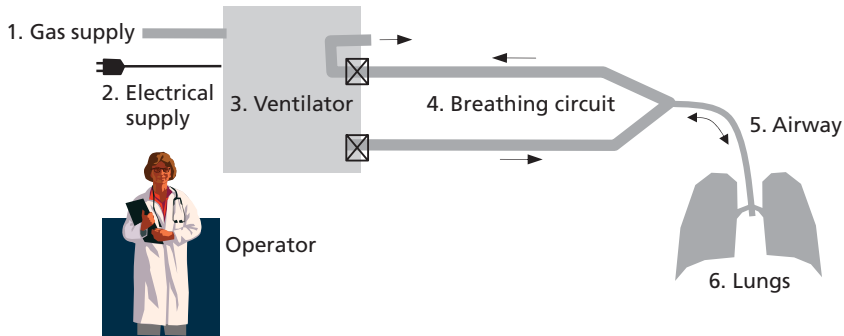 1. Gas supply
2. Electrical
supply
3. Ventilator
4. Breathing circuit
5. Airway
6. Lungs
Operator